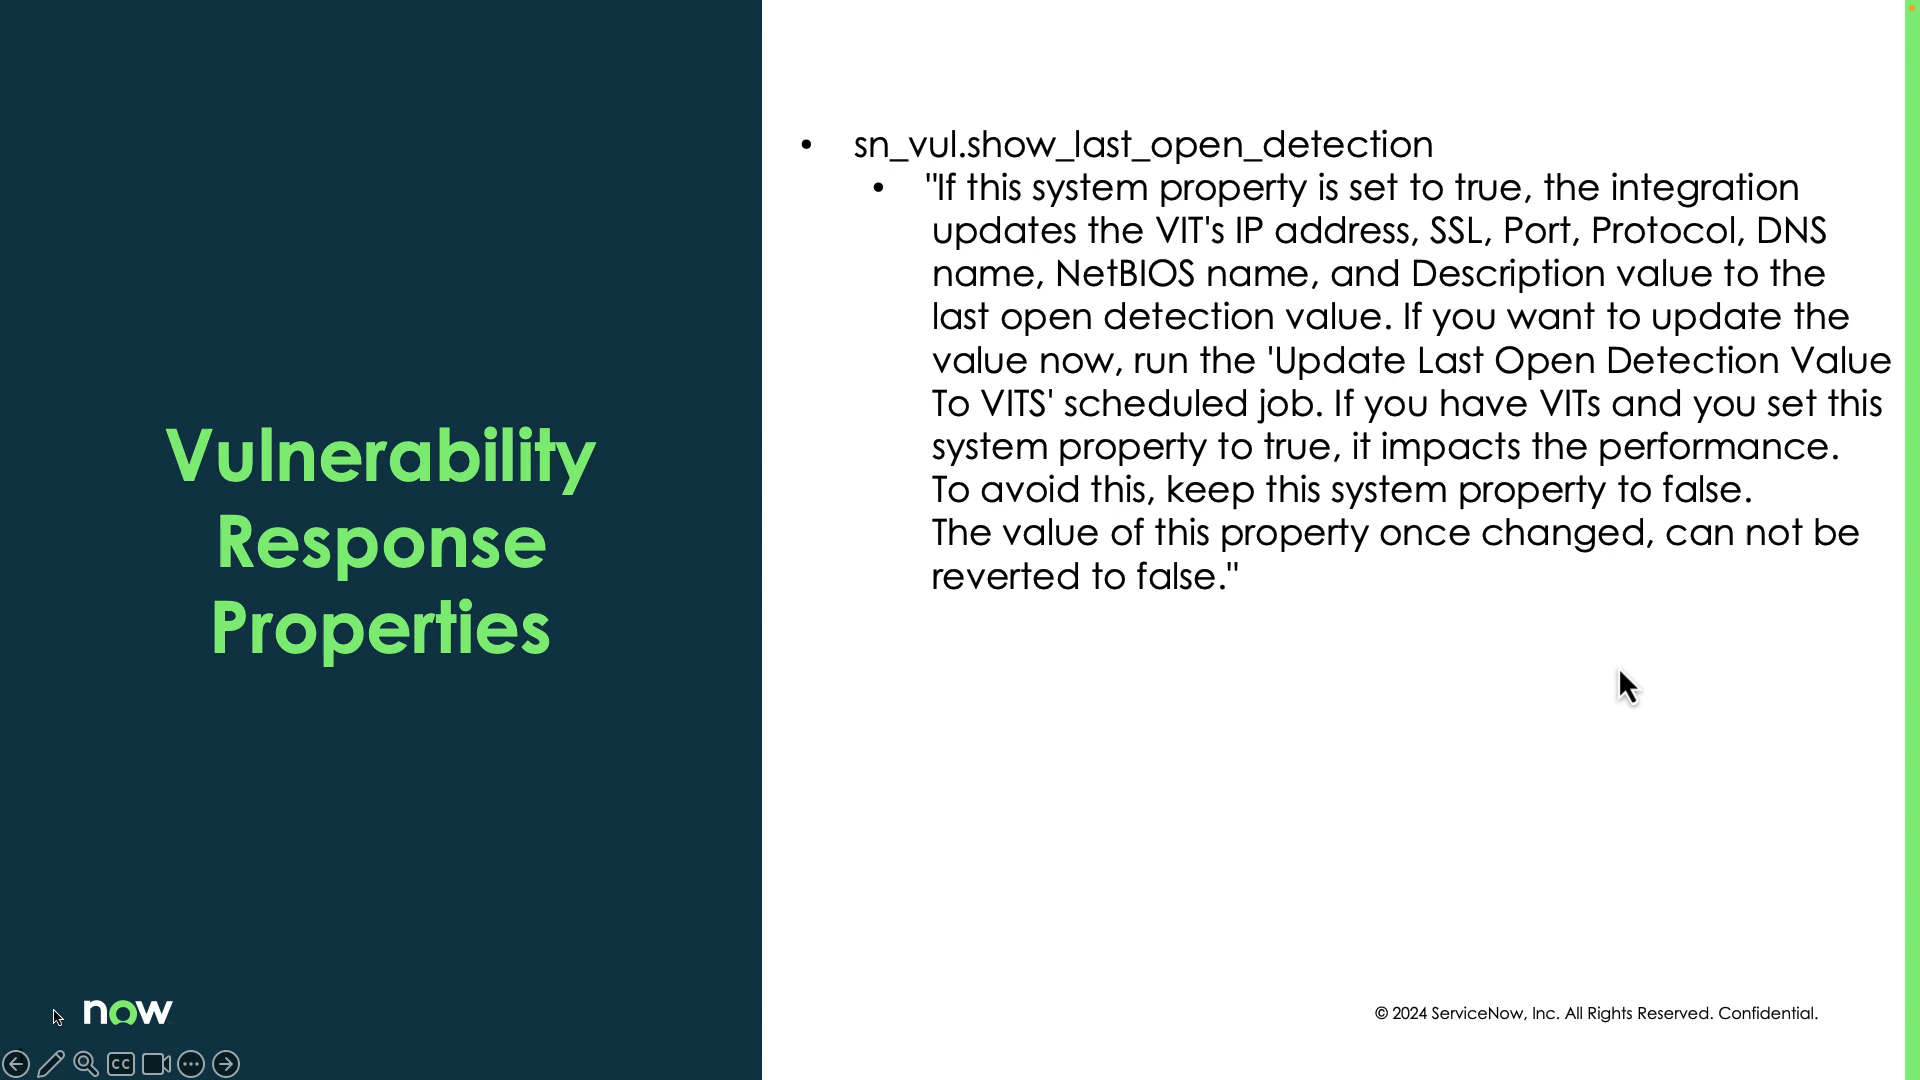 Vulnerability
Response
Properties
• sn_vul.show_last_open_detection
• "If this system property is set to true, the integration
updates the VIT's IP address, SSL, Port, Protocol, DNS
name, NetBIOS name, and Description value to the
last open detection value. If you want to update the
value now, run the 'Update Last Open Detection Value
To VITS' scheduled job. If you have VITs and you set this
system property to true, it impacts the performance.
To avoid this, keep this system property to false.
The value of this property once changed, can not be
reverted to false."
now
© 2024 ServiceNow, Inc. All Rights Reserved. Confidential.
CC